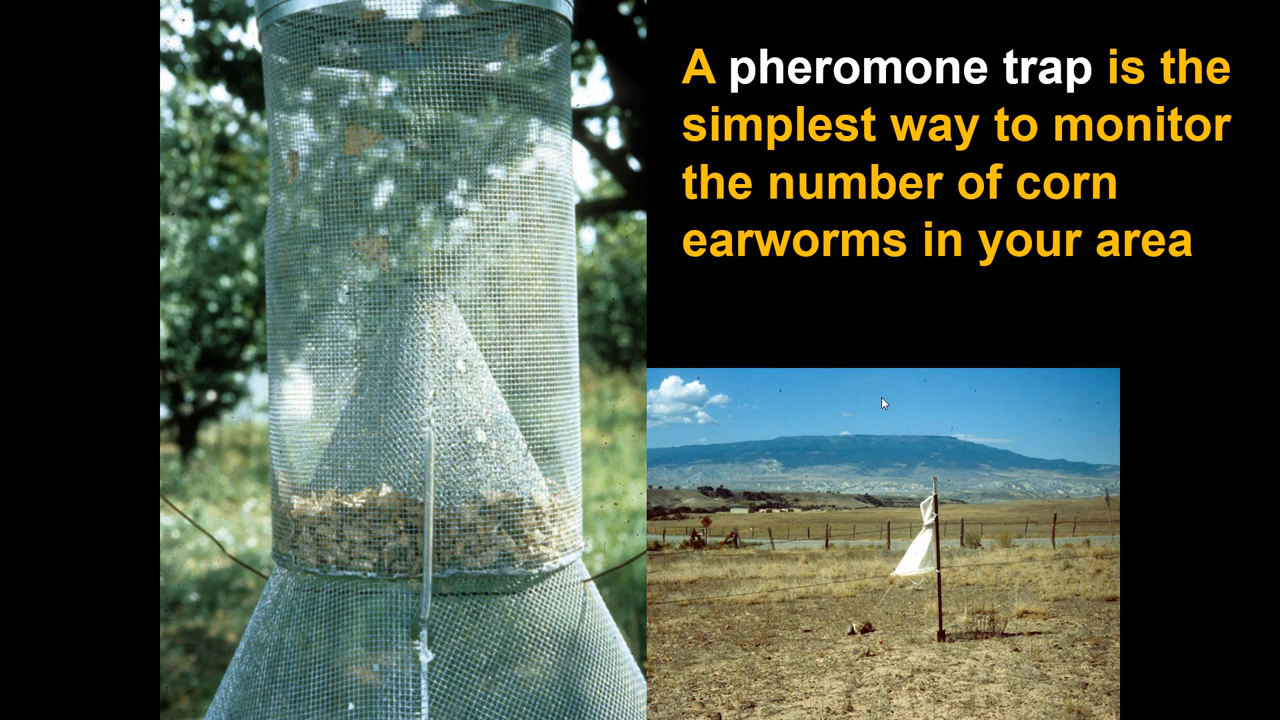 A pheromone trap is the
simplest way to monitor
the number of corn
earworms in your area